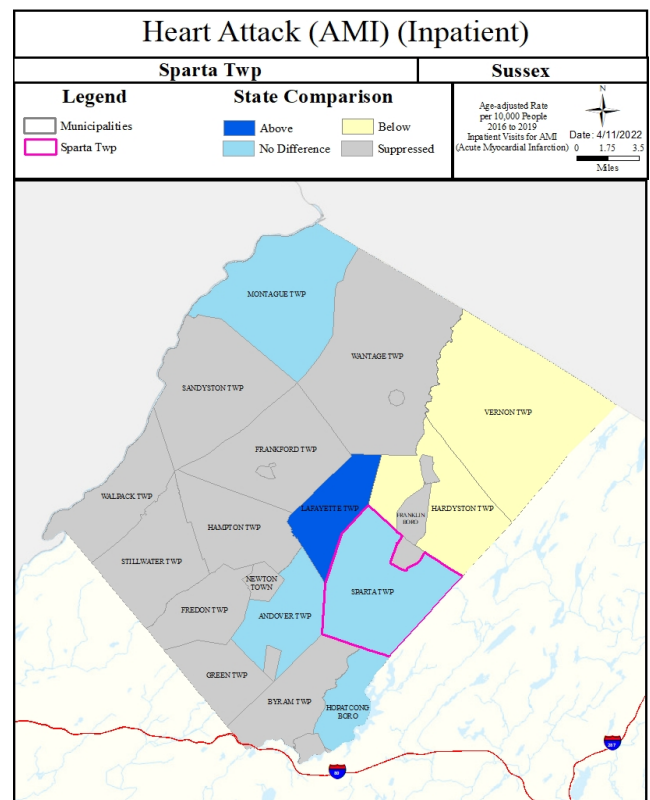 Heart Attack (AMI) (Inpatient)
Sparta Twp
Sussex
Legend
Municipalities
Sparta Twp
State Comparison
Above
Below
No Difference
Suppressed
Age-adjusted Rate
per 10,000 People
2016 to 2019
Inpatient Visits for AMI
(Acute Myocardial Infarction)
N
Date: 4/11/2022
0 1.75 3.5
Miles
MONTAGUE TWP
WANTAGE TWP
SANDYSTON TWP
VERNON TWP
FRANKFORD TWP
WALPACK TWP
LAFAYETTE TWP
HARDYSTON TWP
FRANKLIN
BORO
HAMPTON TWP
STILLWATER TWP
NEWTON
TOWN
SPARTA TWP
FREDON TWP
ANDOVER TWP
GREEN TWP
BYRAM TWP
HOPATCONG
BORO
80
287